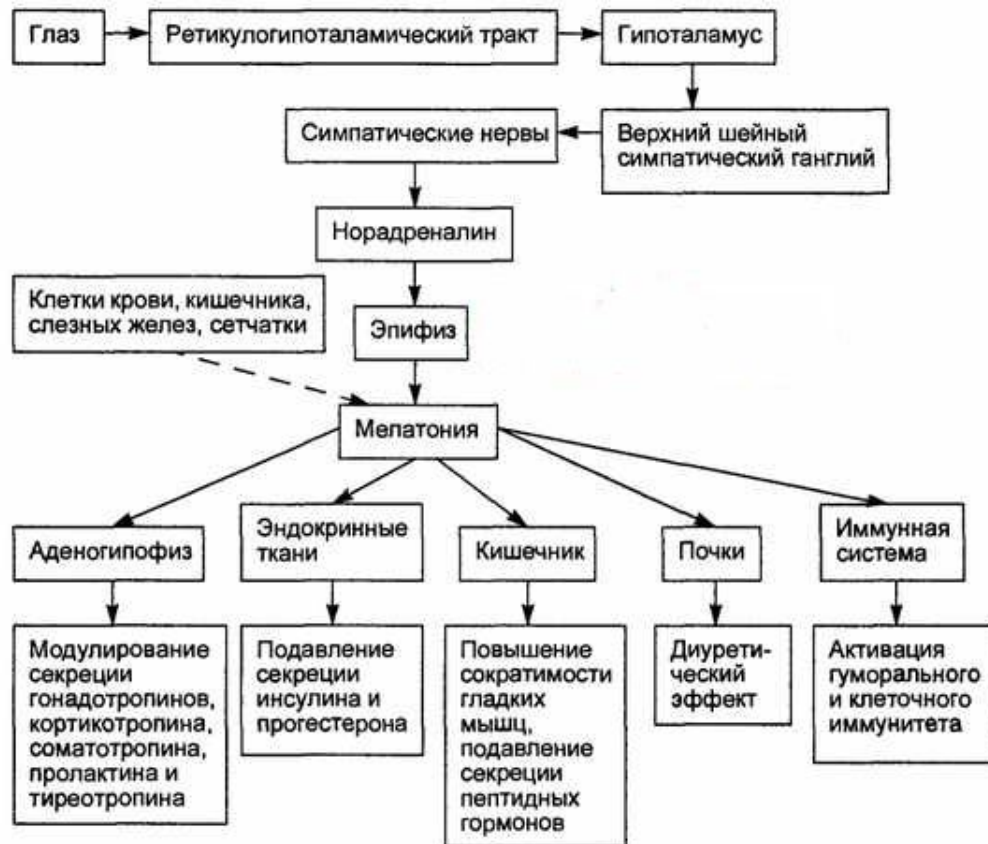 Глаз
Ретикулогипоталамический тракт
Гипоталамус
Симпатические нервы
Верхний шейный
симпатический ганглий
Норадреналин
Клетки крови, кишечника,
слезных желез, сетчатки
Эпифиз
Мелатония
Аденогипофиз
Эндокринные
ткани
Кишечник
Почки
Иммунная
система
Модулирование
секреции
гонадотропинов,
кортикотропина,
соматотропина,
пролактина и
тиреотропина
Подавление
секреции
инсулина и
прогестерона
Повышение
сократимости
гладких
мышц,
подавление
секреции
пептидных
гормонов
Диурети-
ческий
эффект
Активация
гуморального
и клеточного
иммунитета